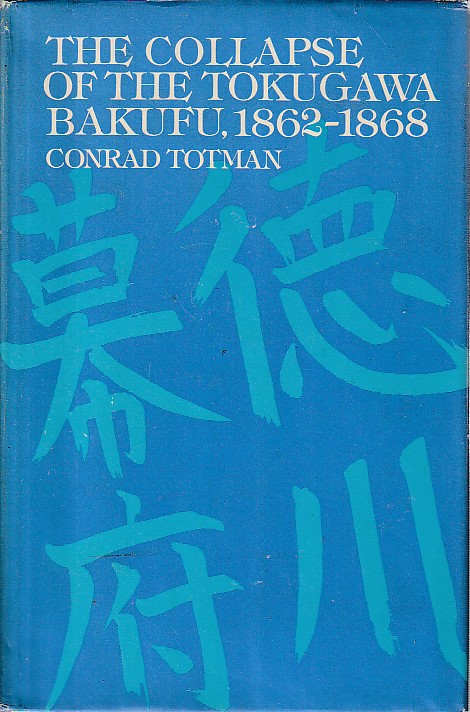 THE COLLAPSE
OF THE TOKUGAWA
BAKUFU, 1862–1868
CONRAD TOTMAN
徳川
幕府